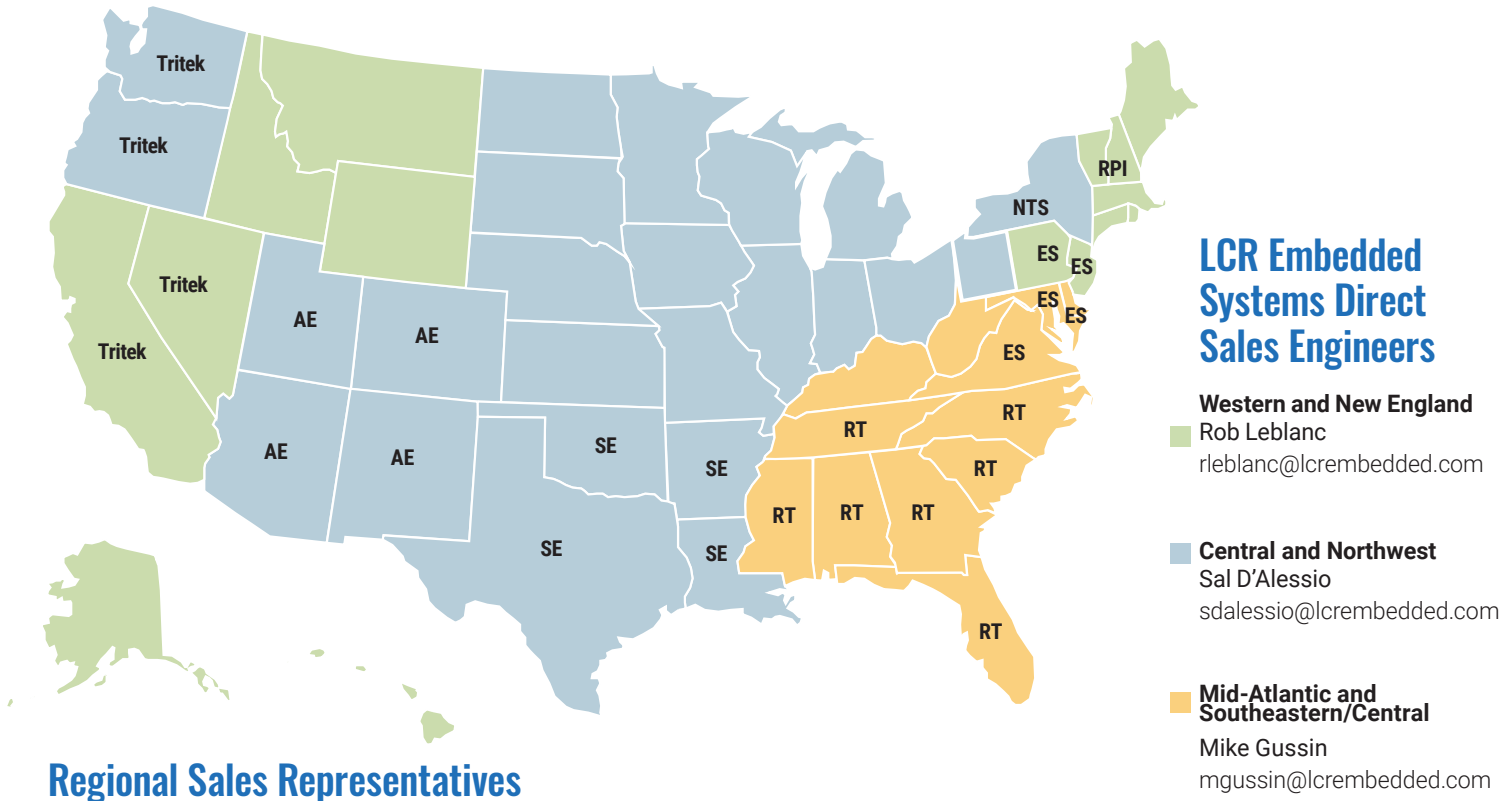 Tritek
Tritek
Tritek
Tritek
AE
AE
AE
AE
SE
SE
SE
SE
RPI
NTS
ES
ES
ES
ES
ES
RT
RT
RT
RT
RT
RT
RT
LCR Embedded
Systems Direct
Sales Engineers
Western and New England
Rob Leblanc
rleblanc@lcrembedded.com
Central and Northwest
Sal D’Alessio
sdalessio@lcrembedded.com
Mid-Atlantic and
Southeastern/Central
Mike Gussin
mgussin@lcrembedded.com
Regional Sales Representatives